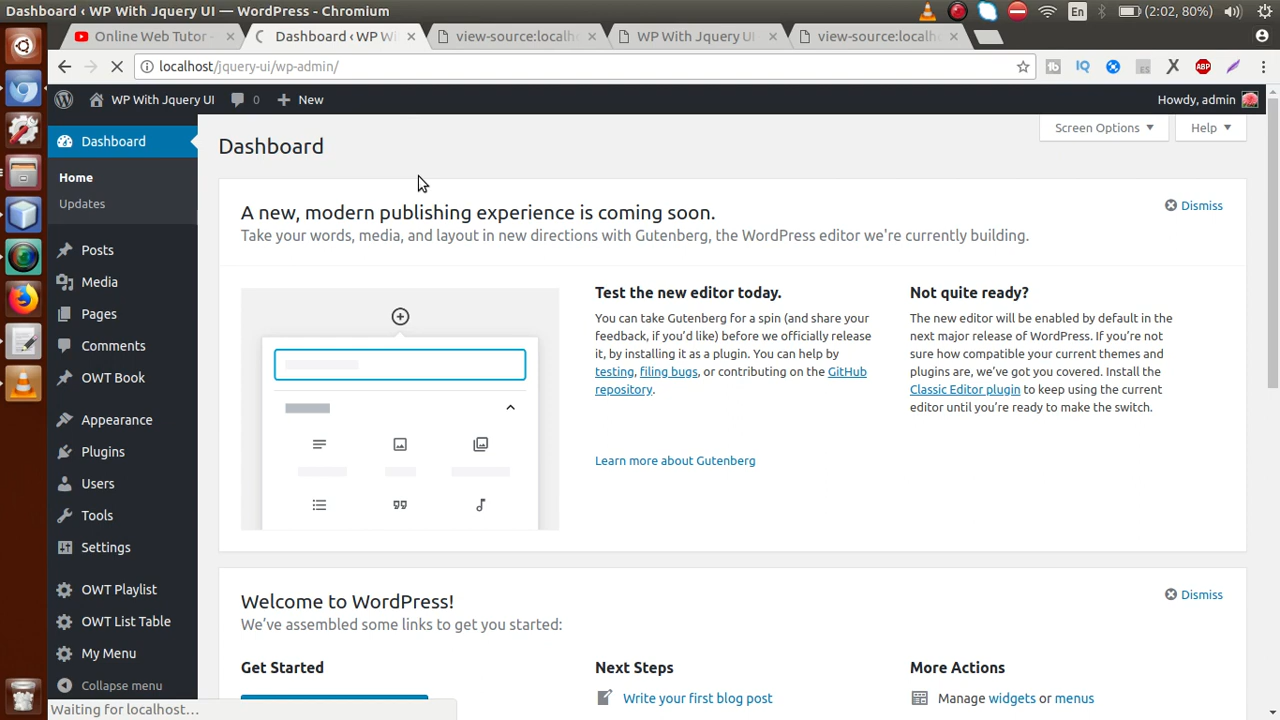 Dashboard ‹ WP With Jquery UI — WordPress - Chromium
En
(2:02, 80%)
Online Web Tutor -
Dashboard ‹ WP Wi
view-source:localh
WP With Jquery UI
view-source:localh
localhost/jquery-ui/wp-admin/
IQ
ABP
WP With Jquery UI
0
New
Howdy, admin
Dashboard
Home
Updates
Posts
Media
Pages
Comments
OWT Book
Appearance
Plugins
Users
Tools
Settings
OWT Playlist
OWT List Table
My Menu
Collapse menu
Dashboard
Screen Options
Help
A new, modern publishing experience is coming soon.
Dismiss
Take your words, media, and layout in new directions with Gutenberg, the WordPress editor we're currently building.
Test the new editor today.
You can take Gutenberg for a spin (and share your
feedback, if you'd like) before we officially release
it, by installing it as a plugin. You can help by
testing, filing bugs, or contributing on the GitHub
repository.
Learn more about Gutenberg
Not quite ready?
The new editor will be enabled by default in the
next major release of WordPress. If you're not
sure how compatible your current themes and
plugins are, we've got you covered. Install the
Classic Editor plugin to keep using the current
editor until you're ready to make the switch.
Welcome to WordPress!
Dismiss
We've assembled some links to get you started:
Get Started
Next Steps
Write your first blog post
More Actions
Manage widgets or menus
Waiting for localhost...